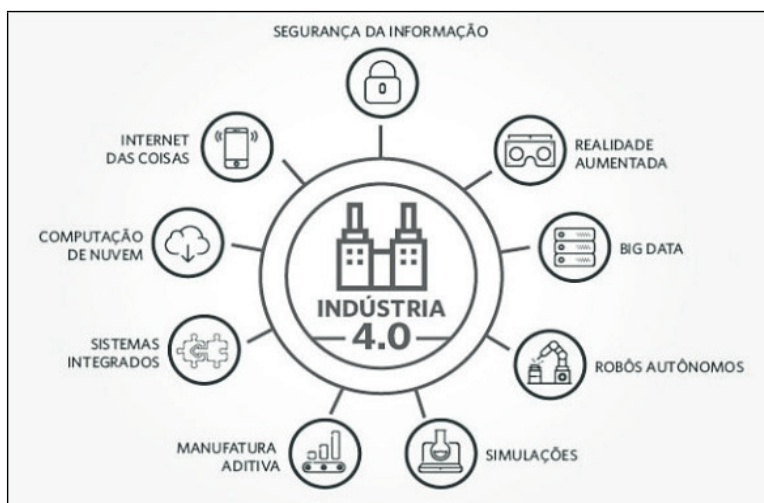 SEGURANÇA DA INFORMAÇÃO
INTERNET
DAS COISAS
REALIDADE
AUMENTADA
COMPUTAÇÃO
DE NUVEM
BIG DATA
INDÚSTRIA
4.0
SISTEMAS
INTEGRADOS
ROBÔS AUTÔNOMOS
MANUFATURA
ADITIVA
SIMULAÇÕES